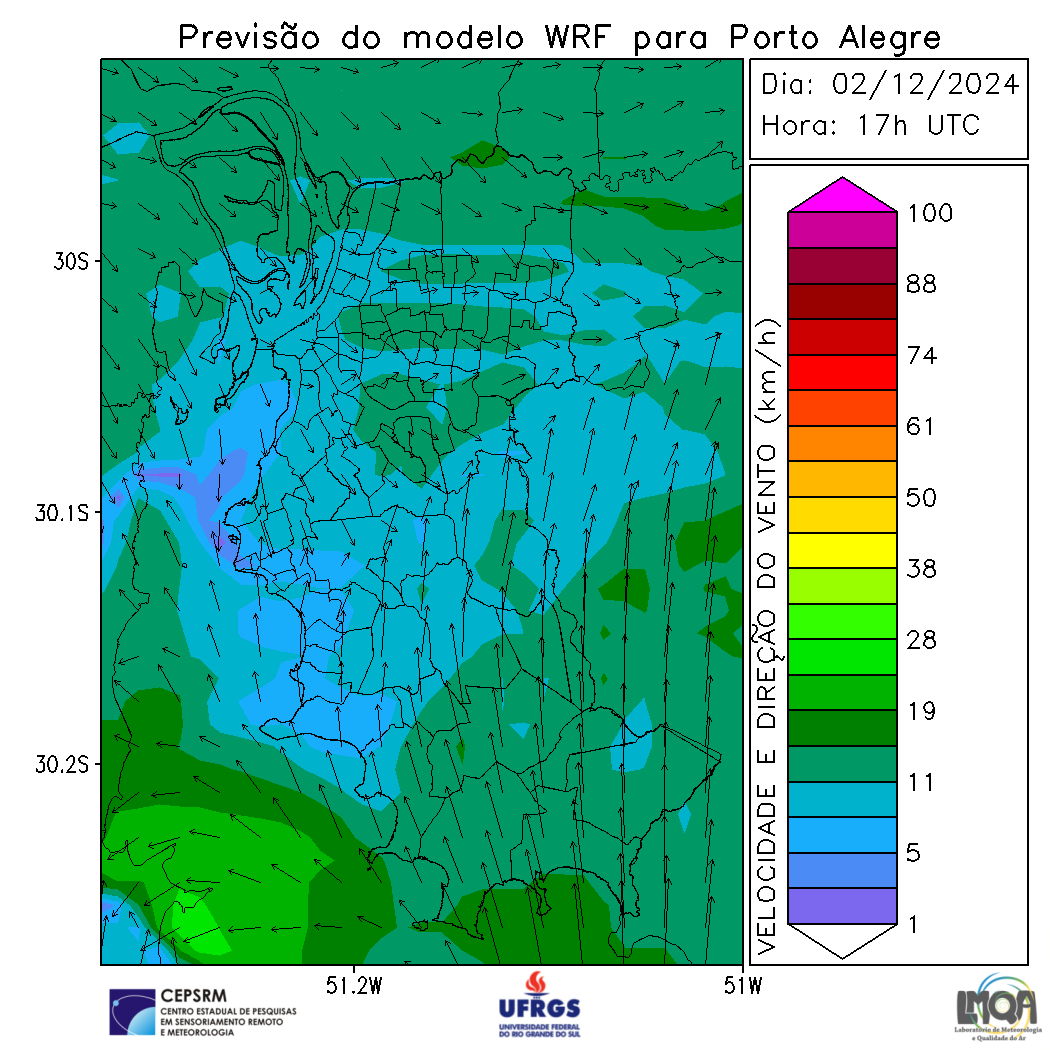 Previsão do modelo WRF para Porto Alegre
Dia: 02/12/2024
Hora: 17h UTC
VELOCIDADE E DIREÇÃO DO VENTO (km/h)
100
88
74
61
50
38
28
19
11
5
1
30S
30.1S
30.2S
51.2W
51W
CEPSRM
CENTRO ESTADUAL DE PESQUISAS
EM SENSORIAMENTO REMOTO
E METEOROLOGIA
UFRGS
UNIVERSIDADE FEDERAL
DO RIO GRANDE DO SUL
LMQA
Laboratório de Meteorologia
e Qualidade do Ar